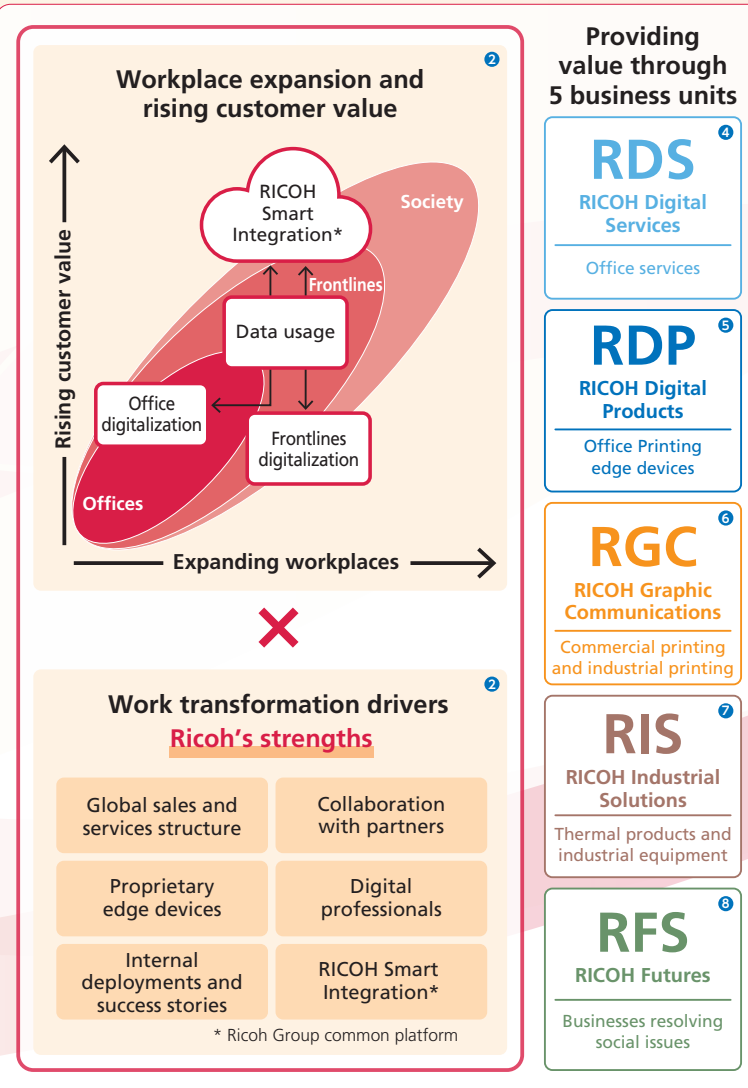 Workplace expansion and
rising customer value
2
Rising customer value
RICOH
Smart
Integration*
Society
Frontlines
Data usage
Office
digitalization
Frontlines
digitalization
Offices
Expanding workplaces
Work transformation drivers
2
Ricoh's strengths
Global sales and
services structure
Collaboration
with partners
Proprietary
edge devices
Digital
professionals
Internal
deployments and
success stories
RICOH Smart
Integration*
* Ricoh Group common platform
Providing
value through
5 business units
4
RDS
RICOH Digital
Services
Office services
5
RDP
RICOH Digital
Products
Office Printing
edge devices
6
RGC
RICOH Graphic
Communications
Commercial printing
and industrial printing
7
RIS
RICOH Industrial
Solutions
Thermal products and
industrial equipment
8
RFS
RICOH Futures
Businesses resolving
social issues